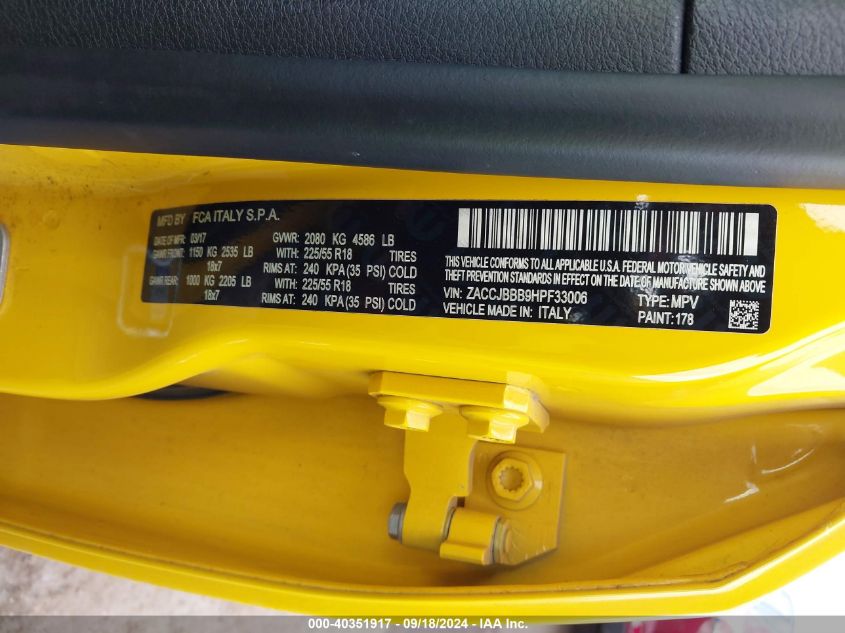 MFD BY FCA ITALY S.P.A.
DATE OF MFR: 03/17 GVWR: 2080 KG 4586 LB
GAWR FRONT: 1150 KG 2535 LB WITH: 225/55 R18 TIRES
18x7 RIMS AT: 240 KPA(35 PSI) COLD
GAWR REAR: 1000 KG 2205 LB WITH: 225/55 R18 TIRES
18x7 RIMS AT: 240 KPA(35 PSI) COLD
THIS VEHICLE CONFORMS TO ALL APPLICABLE U.S.A. FEDERAL MOTOR VEHICLE SAFETY AND
THEFT PREVENTION STANDARDS IN EFFECT ON THE DATE OF MANUFACTURE SHOWN ABOVE.
VIN: ZACCJBBB9HPF33006 TYPE: MPV
VEHICLE MADE IN: ITALY PAINT: 178
000-40351917 - 09/18/2024 - IAA Inc.